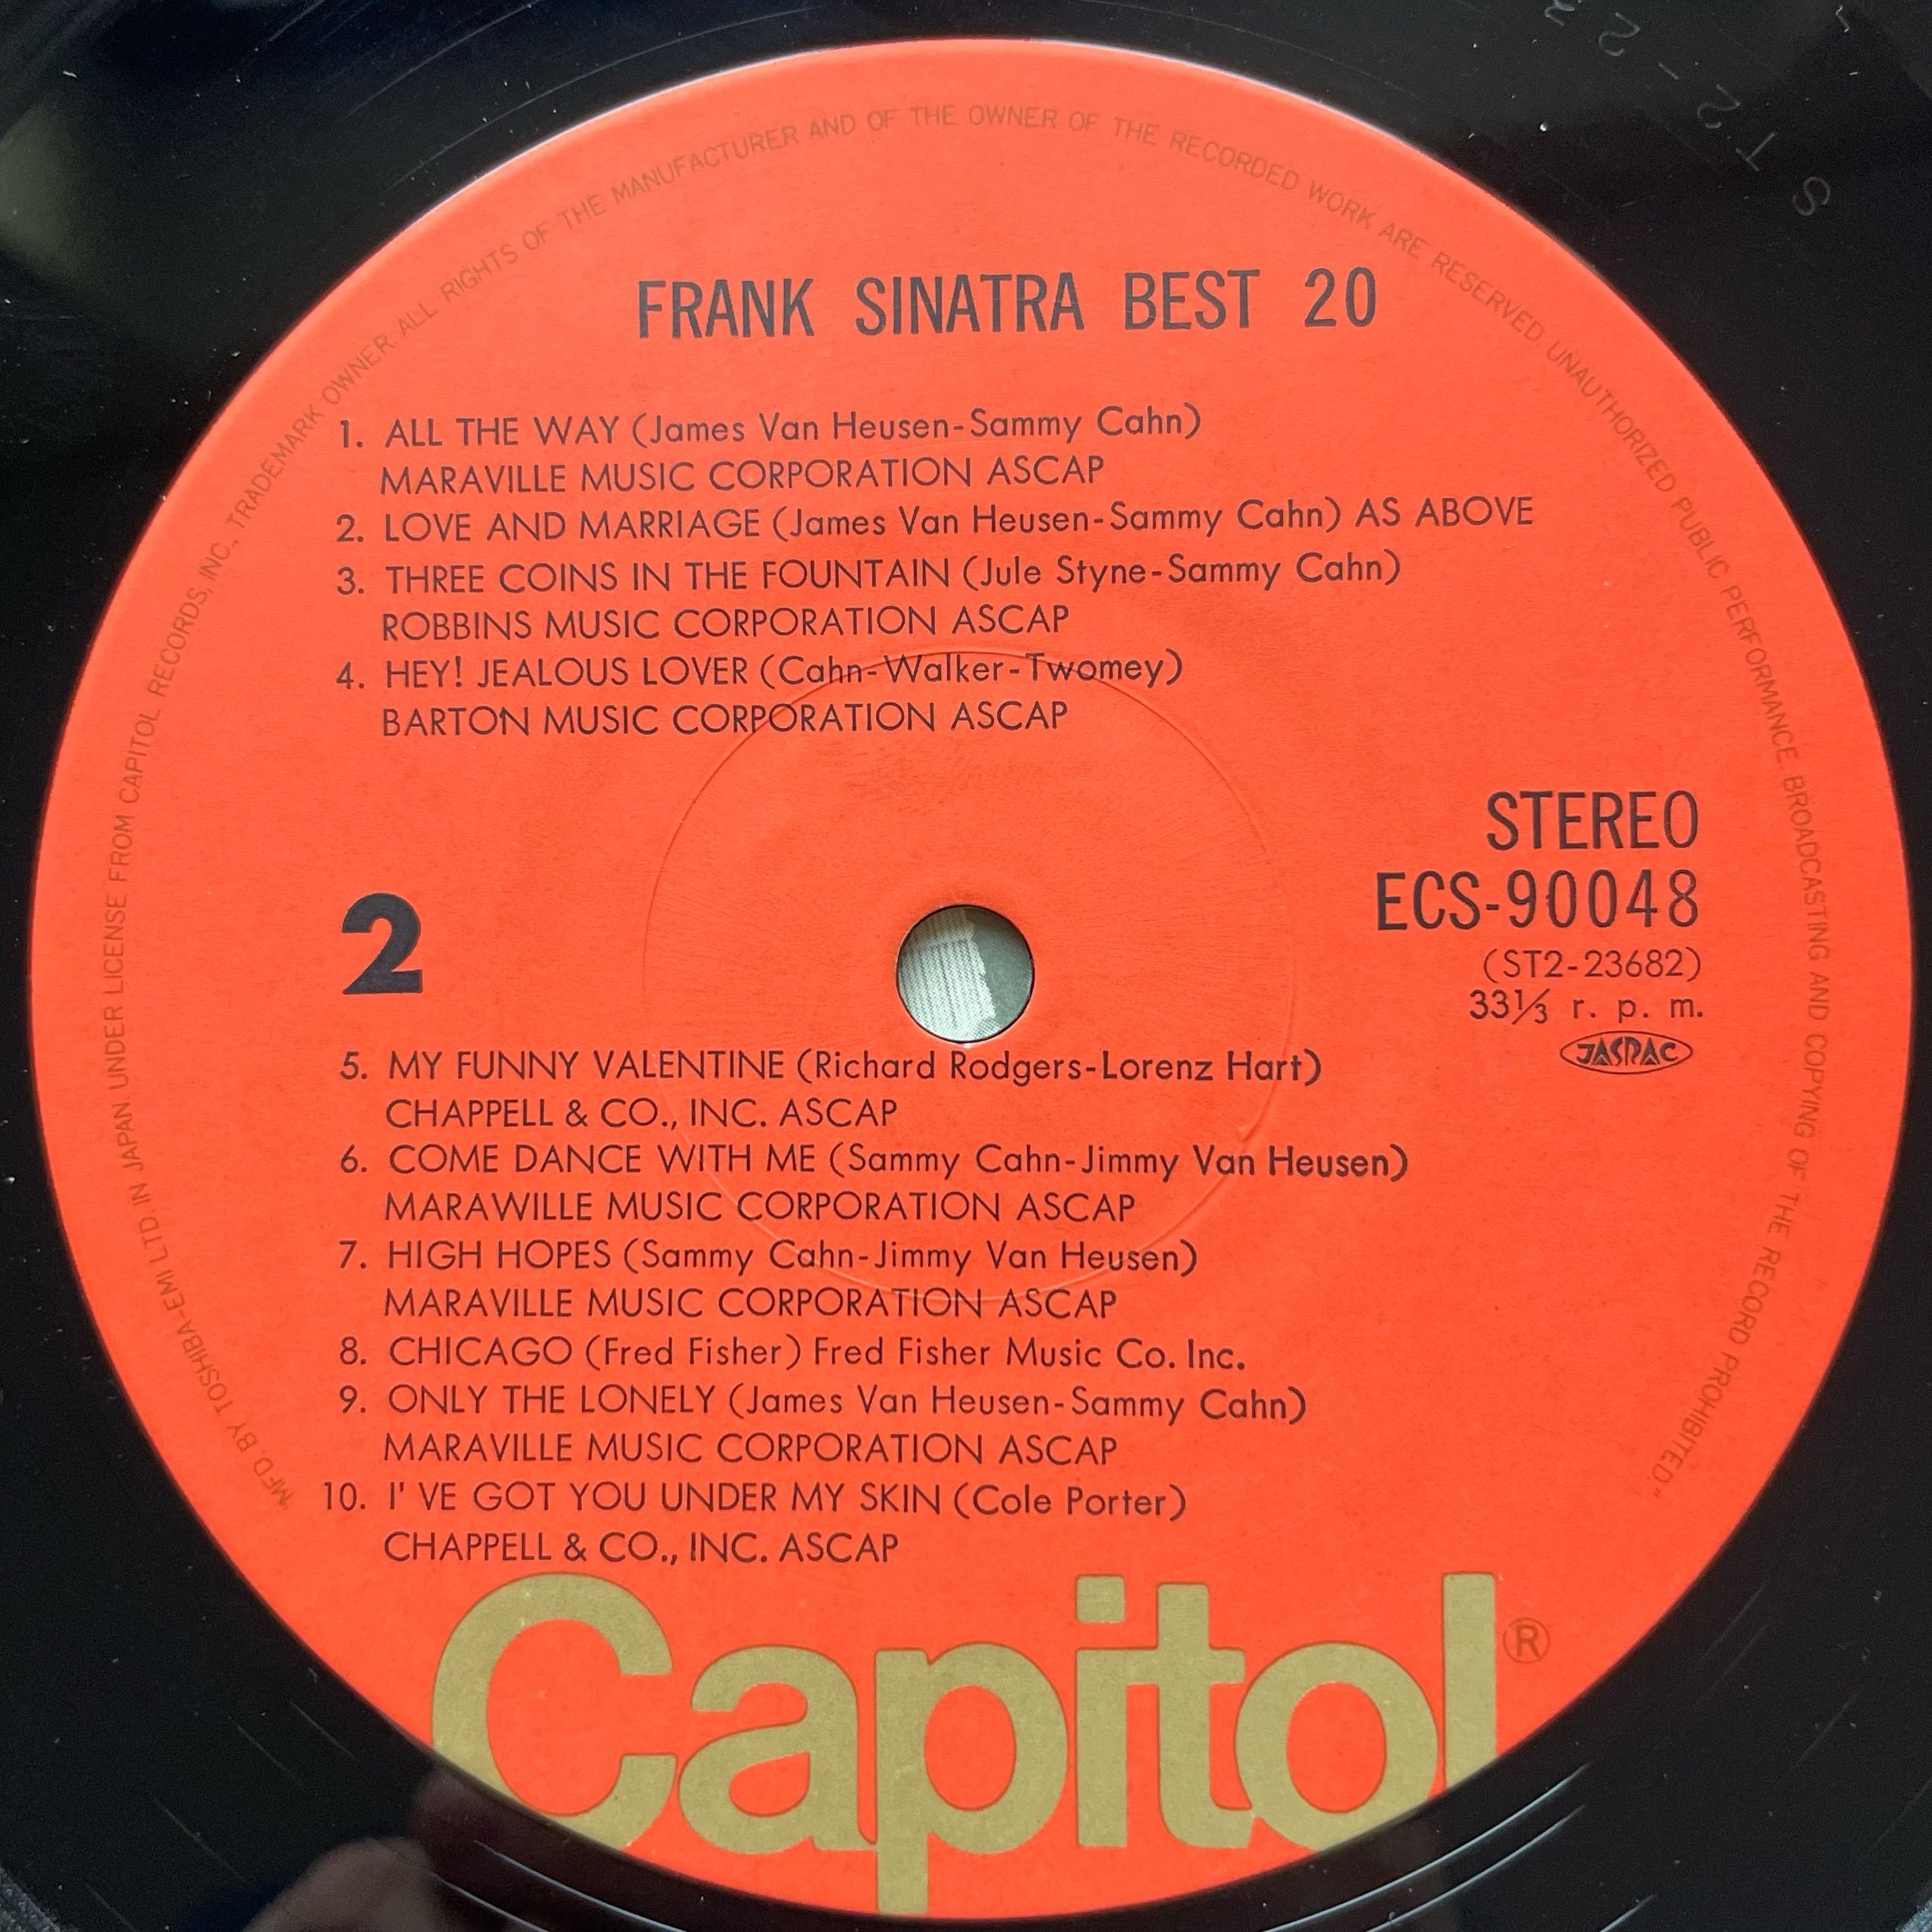 "MFD. BY TOSHIBA-EMI LTD. IN JAPAN UNDER LICENSE FROM CAPITOL RECORDS, INC., TRADEMARK OWNER. ALL RIGHTS OF THE MANUFACTURER AND OF THE OWNER OF THE RECORDED WORK ARE RESERVED. UNAUTHORIZED PUBLIC PERFORMANCE. BROADCASTING AND COPYING OF THE RECORD PROHIBITED."
FRANK SINATRA BEST 20
1. ALL THE WAY (James Van Heusen-Sammy Cahn)
MARAVILLE MUSIC CORPORATION ASCAP
2. LOVE AND MARRIAGE (James Van Heusen-Sammy Cahn) AS ABOVE
3. THREE COINS IN THE FOUNTAIN (Jule Styne-Sammy Cahn)
ROBBINS MUSIC CORPORATION ASCAP
4. HEY! JEALOUS LOVER (Cahn-Walker-Twomey)
BARTON MUSIC CORPORATION ASCAP
STEREO
ECS-90048
(ST2-23682)
33⅓ r. p. m.
JASRAC
2
5. MY FUNNY VALENTINE (Richard Rodgers-Lorenz Hart)
CHAPPELL & CO., INC. ASCAP
6. COME DANCE WITH ME (Sammy Cahn-Jimmy Van Heusen)
MARAWILLE MUSIC CORPORATION ASCAP
7. HIGH HOPES (Sammy Cahn-Jimmy Van Heusen)
MARAVILLE MUSIC CORPORATION ASCAP
8. CHICAGO (Fred Fisher) Fred Fisher Music Co. Inc.
9. ONLY THE LONELY (James Van Heusen-Sammy Cahn)
MARAVILLE MUSIC CORPORATION ASCAP
10. I' VE GOT YOU UNDER MY SKIN (Cole Porter)
CHAPPELL & CO., INC. ASCAP
Capitol®